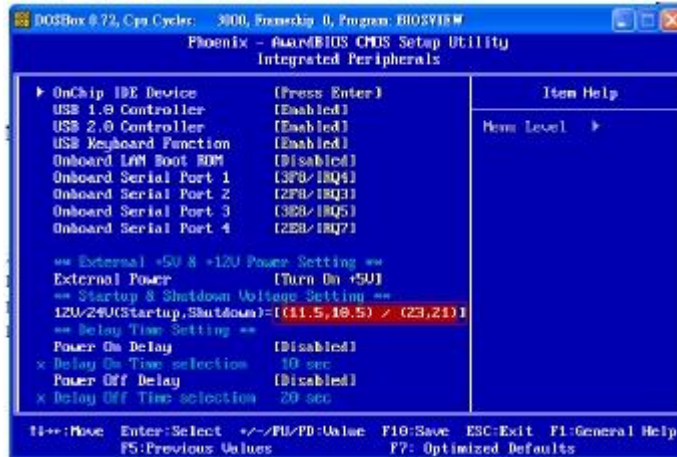 DOSBox 0.72, Cpu Cycles: 3000, Frameskip 0, Program: BIOSVIEW
Phoenix - AwardBIOS CMOS Setup Utility
Integrated Peripherals
OnChip IDE Device [Press Enter]
USB 1.0 Controller [Enabled]
USB 2.0 Controller [Enabled]
USB Keyboard Function [Enabled]
Onboard LAN Boot ROM [Disabled]
Onboard Serial Port 1 [3F8/IRQ4]
Onboard Serial Port 2 [2F8/IRQ3]
Onboard Serial Port 3 [3E8/IRQ5]
Onboard Serial Port 4 [2E8/IRQ7]
** External +5V & +12V Power Setting **
External Power [Turn On +5V]
** Startup & Shutdown Voltage Setting **
12V/24V(Startup,Shutdown)=[(11.5,10.5) / (23,21)]
** Delay Time Setting **
Power On Delay [Disabled]
x Delay On Time selection 10 sec
Power Off Delay [Disabled]
x Delay Off Time selection 20 sec
Item Help
Menu Level
↑↓→←:Move Enter:Select +/-/PU/PD:Value F10:Save ESC:Exit F1:General Help
F5:Previous Values F7: Optimized Defaults